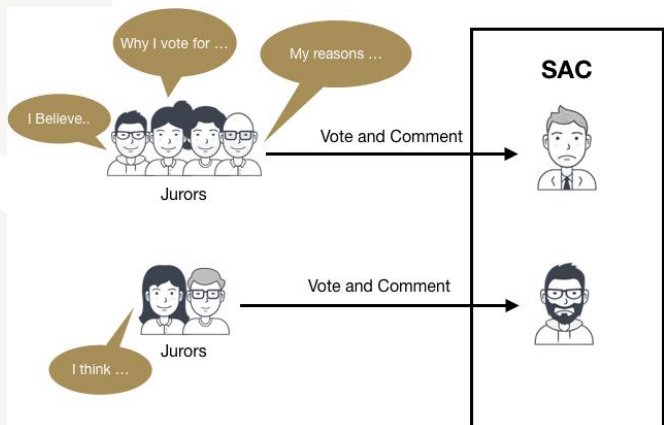 Why I vote for ...
My reasons ...
I Believe..
SAC
Vote and Comment
Jurors
Vote and Comment
Jurors
I think ...